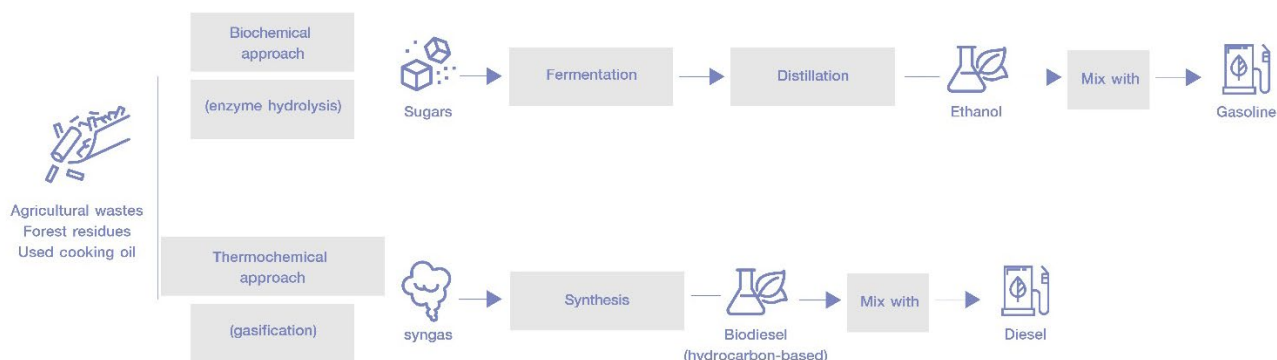 Biochemical
approach
(enzyme hydrolysis)
Sugars
Fermentation
Distillation
Ethanol
Mix with
Gasoline
Agricultural wastes
Forest residues
Used cooking oil
Thermochemical
approach
(gasification)
syngas
Synthesis
Biodiesel
(hydrocarbon-based)
Mix with
Diesel